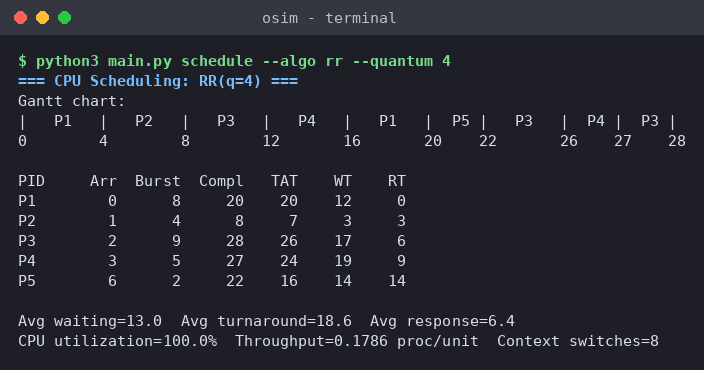 osim - terminal
$ python3 main.py schedule --algo rr --quantum 4
=== CPU Scheduling: RR(q=4) ===
Gantt chart:
|   P1   |   P2   |   P3   |   P4   |   P1   |  P5 |   P3   |  P4 |  P3 |
0        4        8        12       16       20    22       26    27    28
PID     Arr  Burst  Compl   TAT    WT    RT
P1        0      8     20    20    12     0
P2        1      4      8     7     3     3
P3        2      9     28    26    17     6
P4        3      5     27    24    19     9
P5        6      2     22    16    14    14
Avg waiting=13.0  Avg turnaround=18.6  Avg response=6.4
CPU utilization=100.0%  Throughput=0.1786 proc/unit  Context switches=8